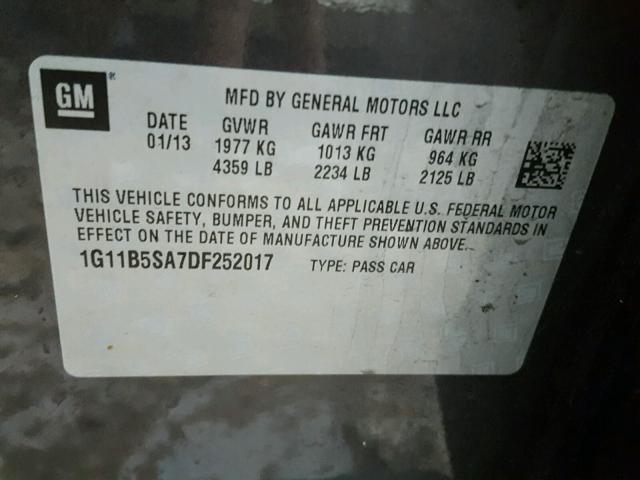 GM ®
MFD BY GENERAL MOTORS LLC
DATE GVWR GAWR FRT GAWR RR
01/13 1977 KG 1013 KG 964 KG
4359 LB 2234 LB 2125 LB
THIS VEHICLE CONFORMS TO ALL APPLICABLE U.S. FEDERAL MOTOR
VEHICLE SAFETY, BUMPER, AND THEFT PREVENTION STANDARDS IN
EFFECT ON THE DATE OF MANUFACTURE SHOWN ABOVE.
1G11B5SA7DF252017 TYPE: PASS CAR